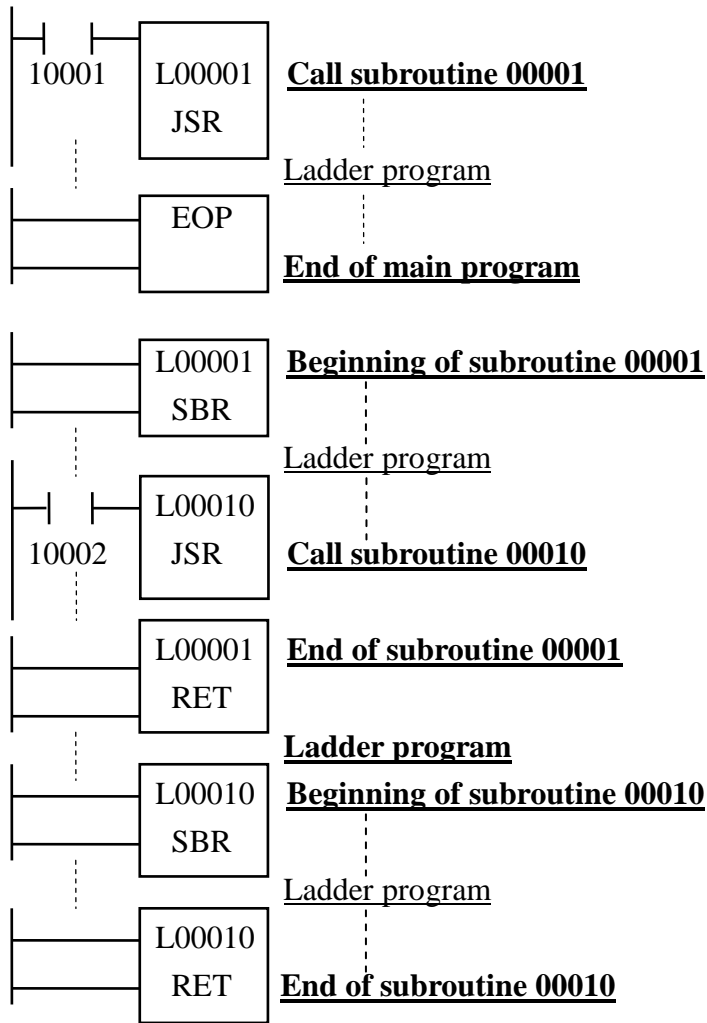 L00001 Call subroutine 00001
10001
JSR
Ladder program
EOP
End of main program
L00001 Beginning of subroutine 00001
SBR
Ladder program
L00010
10002 JSR Call subroutine 00010
L00001 End of subroutine 00001
RET
Ladder program
L00010 Beginning of subroutine 00010
SBR
Ladder program
L00010
RET End of subroutine 00010